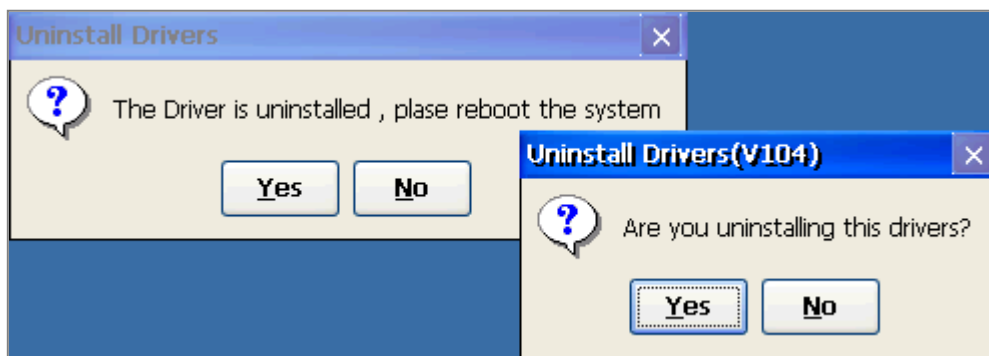 Uninstall Drivers
The Driver is uninstalled , plase reboot the system
Yes No
Uninstall Drivers(V104)
Are you uninstalling this drivers?
Yes No